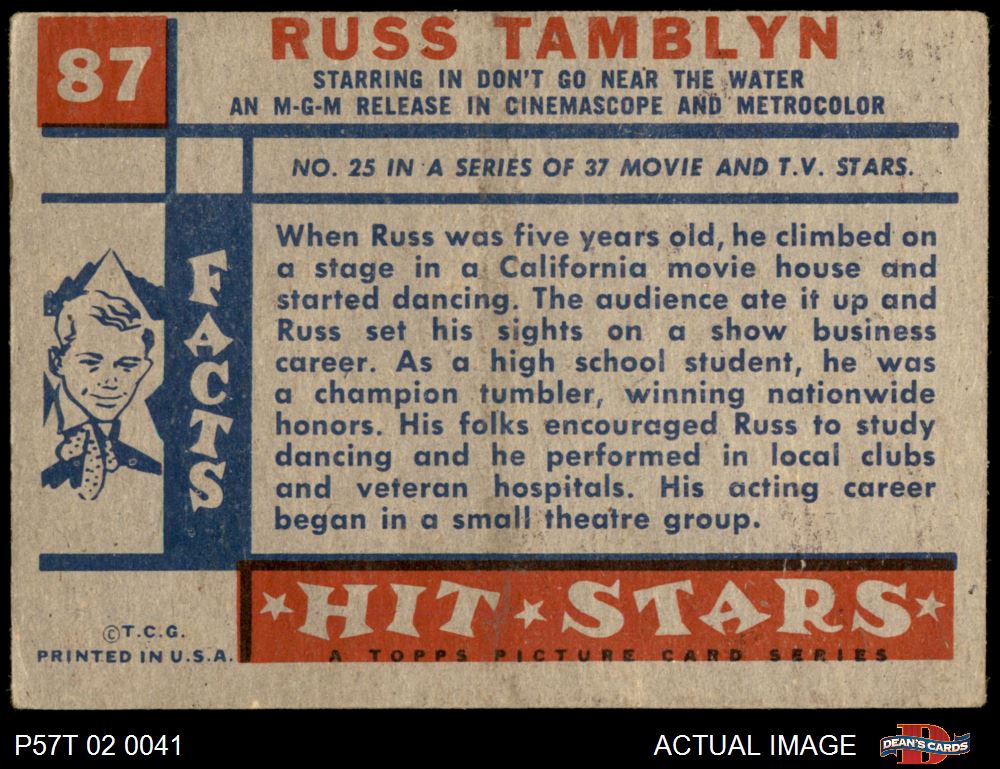 87
RUSS TAMBLYN
STARRING IN DON'T GO NEAR THE WATER
AN M-G-M RELEASE IN CINEMASCOPE AND METROCOLOR
NO. 25 IN A SERIES OF 37 MOVIE AND T.V. STARS.
FACTS
When Russ was five years old, he climbed on
a stage in a California movie house and
started dancing. The audience ate it up and
Russ set his sights on a show business
career. As a high school student, he was
a champion tumbler, winning nationwide
honors. His folks encouraged Russ to study
dancing and he performed in local clubs
and veteran hospitals. His acting career
began in a small theatre group.
HIT STARS
A TOPPS PICTURE CARD SERIES
©T.C.G.
PRINTED IN U.S.A.
P57T 02 0041
ACTUAL IMAGE
D
DEAN'S CARDS